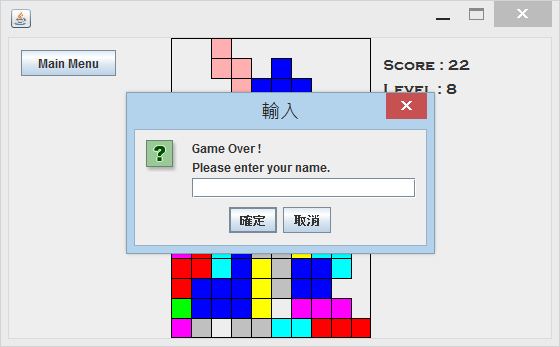 Main Menu
Score : 22
Level : 8
輸入
?
Game Over !
Please enter your name.
確定
取消